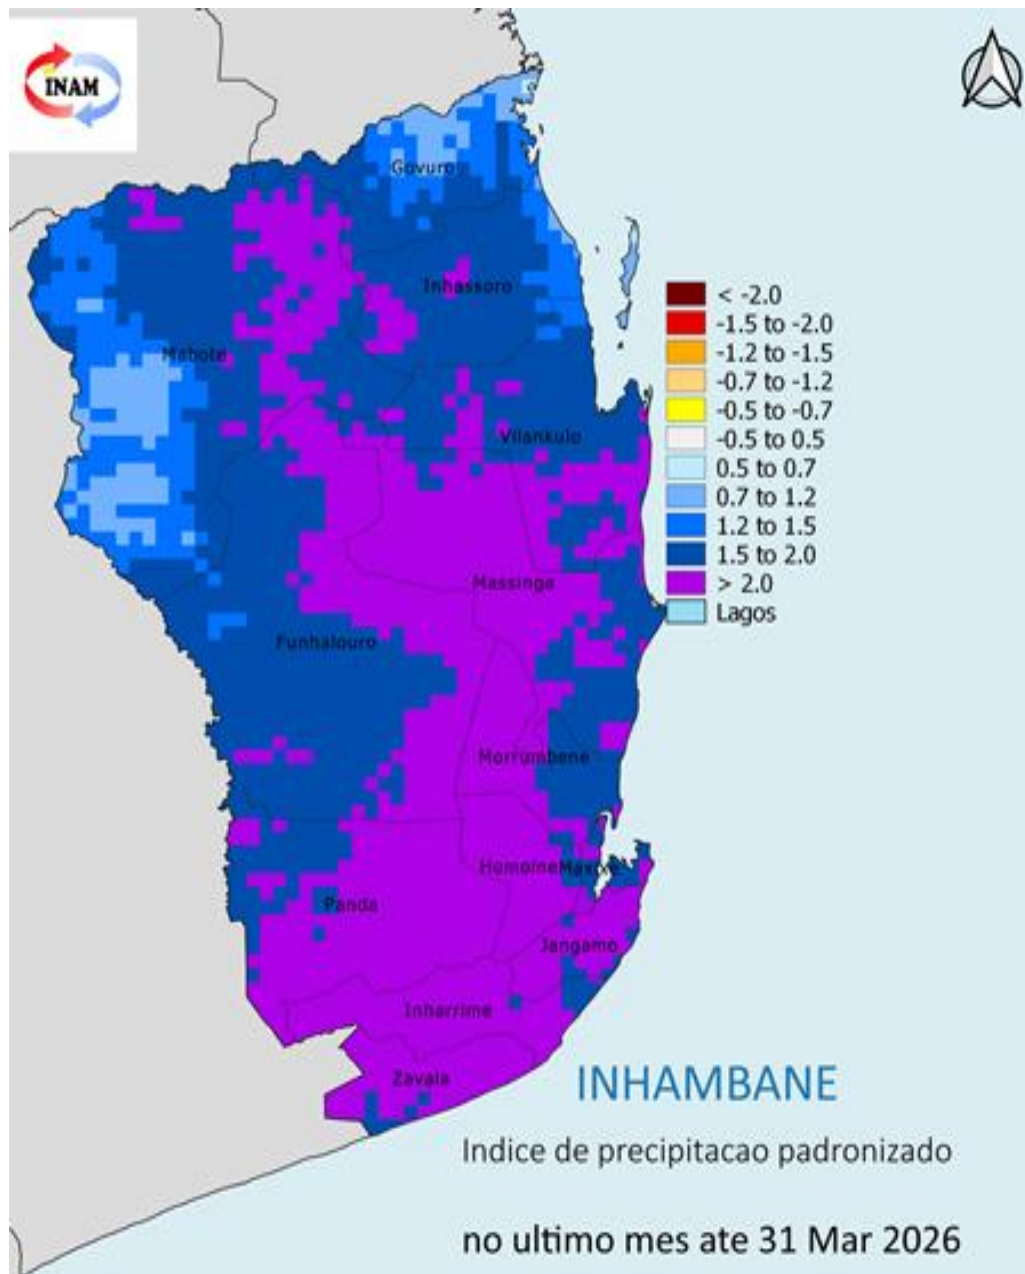 INAM
Govuro
Inhassoro
< -2.0
-1.5 to -2.0
-1.2 to -1.5
-0.7 to -1.2
-0.5 to -0.7
-0.5 to 0.5
0.5 to 0.7
0.7 to 1.2
1.2 to 1.5
1.5 to 2.0
> 2.0
Lagos
Mabote
Vilankulo
Massinga
Funhalouro
Morrumbene
Homoine Maxixe
Panda
Jangamo
Inharrime
Zavala
INHAMBANE
Indice de precipitacao padronizado
no ultimo mes ate 31 Mar 2026